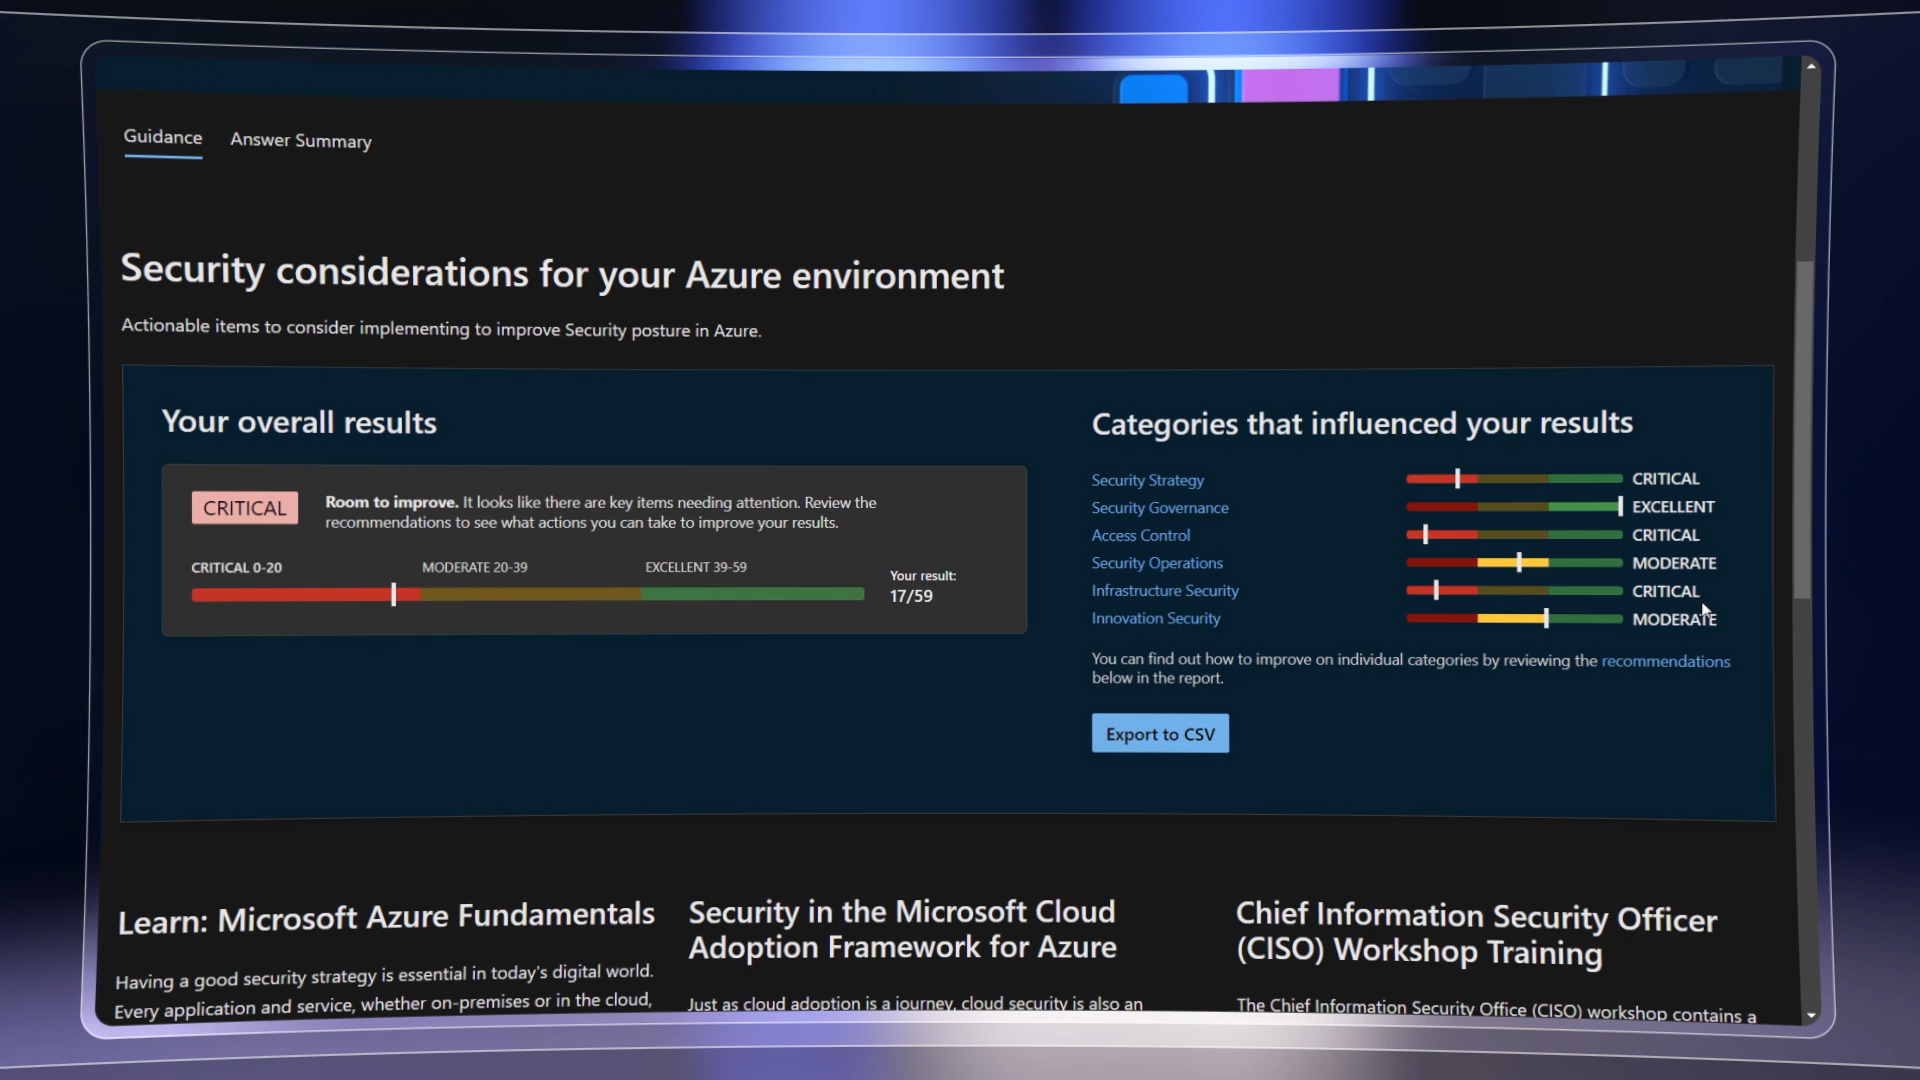 Guidance Answer Summary
Security considerations for your Azure environment
Actionable items to consider implementing to improve Security posture in Azure.
Your overall results
CRITICAL
Room to improve. It looks like there are key items needing attention. Review the
recommendations to see what actions you can take to improve your results.
CRITICAL 0-20 MODERATE 20-39 EXCELLENT 39-59
Your result:
17/59
Categories that influenced your results
Security Strategy CRITICAL
Security Governance EXCELLENT
Access Control CRITICAL
Security Operations MODERATE
Infrastructure Security CRITICAL
Innovation Security MODERATE
You can find out how to improve on individual categories by reviewing the recommendations
below in the report.
Export to CSV
Learn: Microsoft Azure Fundamentals
Having a good security strategy is essential in today's digital world.
Every application and service, whether on-premises or in the cloud,
Security in the Microsoft Cloud
Adoption Framework for Azure
Just as cloud adoption is a journey, cloud security is also an
Chief Information Security Officer
(CISO) Workshop Training
The Chief Information Security Office (CISO) workshop contains a